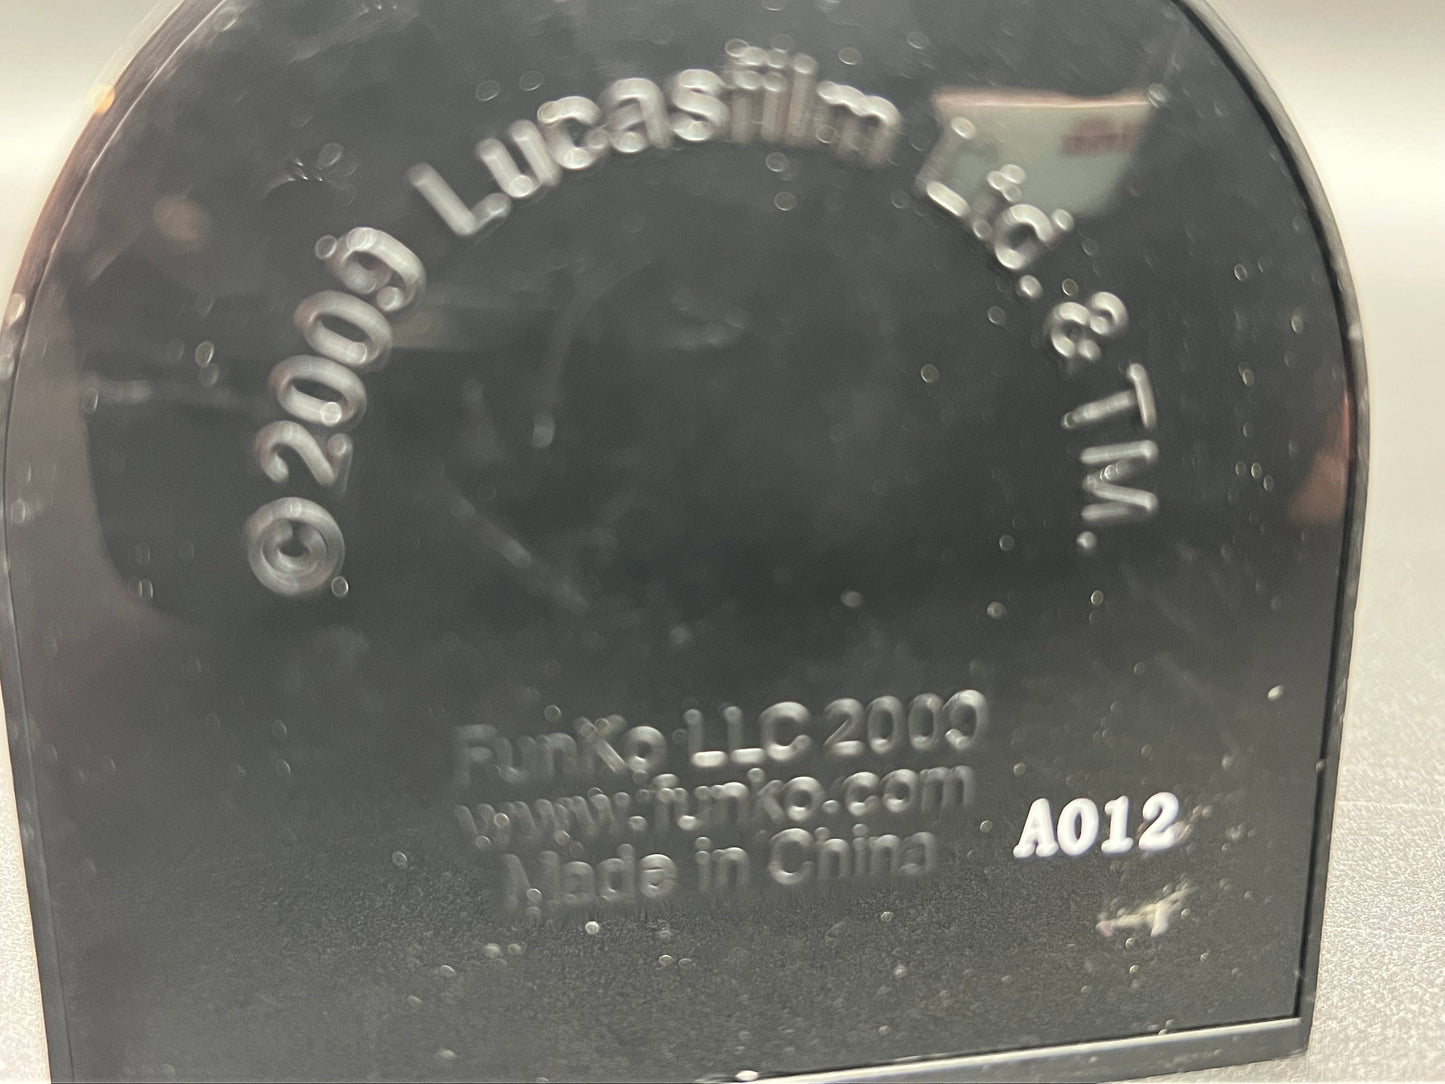 © 2009 Lucasfilm Ltd. & TM.
FunKo LLC 2009
www.funko.com
Made in China
A012